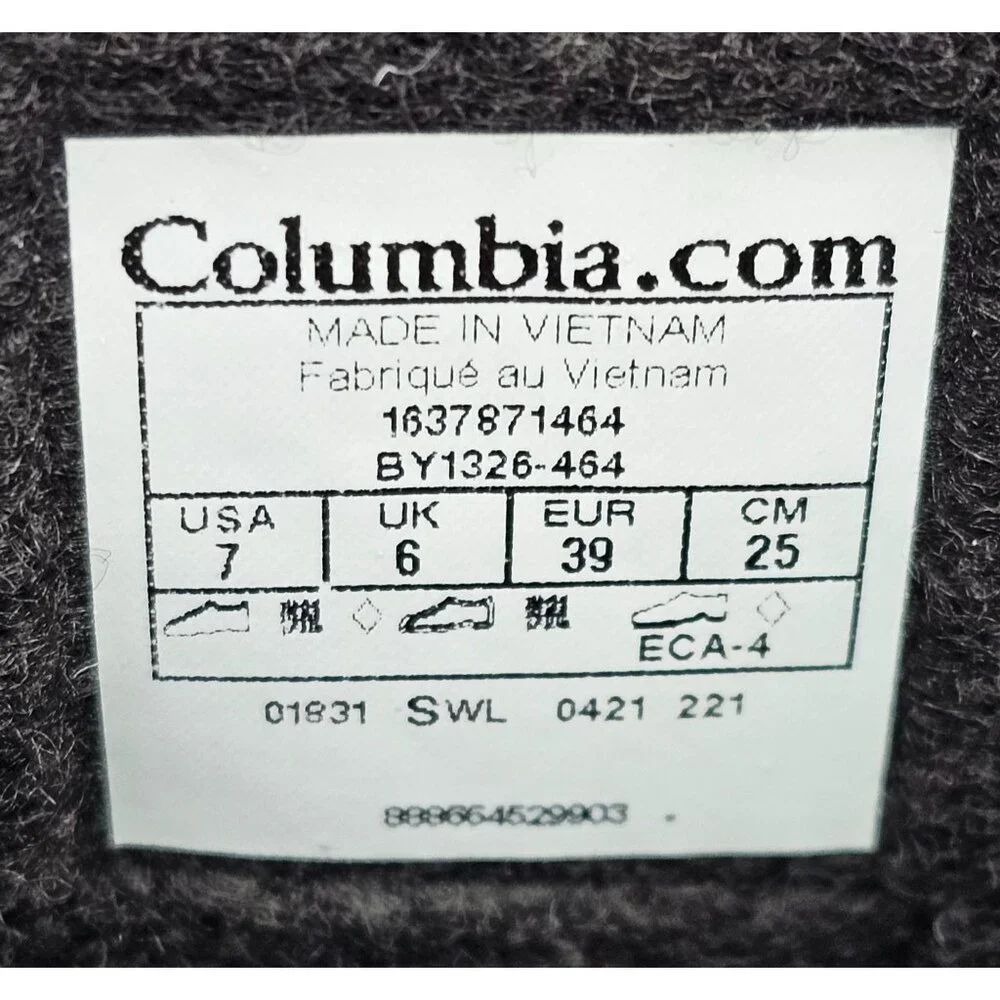 Columbia.com
MADE IN VIETNAM
Fabriqué au Vietnam
1637871464
BY1326-464
USA UK EUR CM
7 6 39 25
ECA-4
01831 SWL 0421 221
888664529903